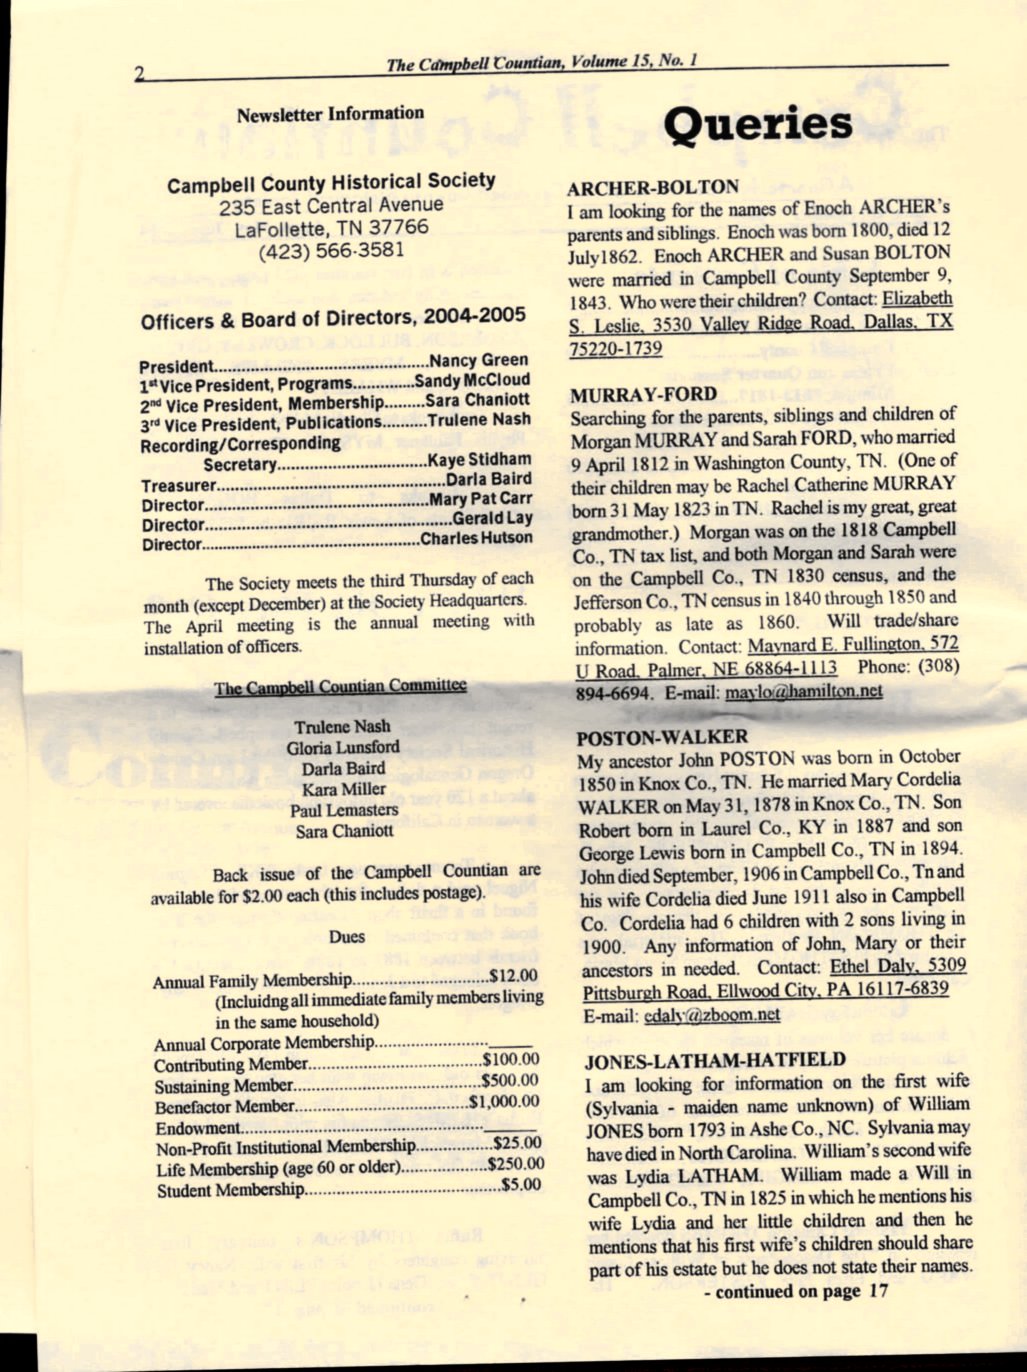 2
The Campbell Countian, Volume 15, No. 1
Newsletter Information
Campbell County Historical Society
235 East Central Avenue
LaFollette, TN 37766
(423) 566-3581
Officers & Board of Directors, 2004-2005
President..........................................Nancy Green
1st Vice President, Programs............Sandy McCloud
2nd Vice President, Membership........Sara Chaniott
3rd Vice President, Publications.........Trulene Nash
Recording/Corresponding
Secretary..............................Kaye Stidham
Treasurer.............................................Darla Baird
Director............................................Mary Pat Carr
Director................................................Gerald Lay
Director..........................................Charles Hutson
The Society meets the third Thursday of each
month (except December) at the Society Headquarters.
The April meeting is the annual meeting with
installation of officers.
The Campbell Countian Committee
Trulene Nash
Gloria Lunsford
Darla Baird
Kara Miller
Paul Lemasters
Sara Chaniott
Back issue of the Campbell Countian are
available for $2.00 each (this includes postage).
Dues
Annual Family Membership..............................$12.00
(Incluidng all immediate family members living
in the same household)
Annual Corporate Membership........................______
Contributing Member......................................$100.00
Sustaining Member.........................................$500.00
Benefactor Member......................................$1,000.00
Endowment...................................................._______
Non-Profit Institutional Membership.................$25.00
Life Membership (age 60 or older)...................$250.00
Student Membership..........................................$5.00
Queries
ARCHER-BOLTON
I am looking for the names of Enoch ARCHER's
parents and siblings. Enoch was born 1800, died 12
July1862. Enoch ARCHER and Susan BOLTON
were married in Campbell County September 9,
1843. Who were their children? Contact: Elizabeth
S. Leslie, 3530 Valley Ridge Road, Dallas, TX
75220-1739
MURRAY-FORD
Searching for the parents, siblings and children of
Morgan MURRAY and Sarah FORD, who married
9 April 1812 in Washington County, TN. (One of
their children may be Rachel Catherine MURRAY
born 31 May 1823 in TN. Rachel is my great, great
grandmother.) Morgan was on the 1818 Campbell
Co., TN tax list, and both Morgan and Sarah were
on the Campbell Co., TN 1830 census, and the
Jefferson Co., TN census in 1840 through 1850 and
probably as late as 1860. Will trade/share
information. Contact: Maynard E. Fullington, 572
U Road, Palmer, NE 68864-1113 Phone: (308)
894-6694. E-mail: maylo@hamilton.net
POSTON-WALKER
My ancestor John POSTON was born in October
1850 in Knox Co., TN. He married Mary Cordelia
WALKER on May 31, 1878 in Knox Co., TN. Son
Robert born in Laurel Co., KY in 1887 and son
George Lewis born in Campbell Co., TN in 1894.
John died September, 1906 in Campbell Co., Tn and
his wife Cordelia died June 1911 also in Campbell
Co. Cordelia had 6 children with 2 sons living in
1900. Any information of John, Mary or their
ancestors in needed. Contact: Ethel Daly, 5309
Pittsburgh Road, Ellwood City, PA 16117-6839
E-mail: edaly@zboom.net
JONES-LATHAM-HATFIELD
I am looking for information on the first wife
(Sylvania - maiden name unknown) of William
JONES born 1793 in Ashe Co., NC. Sylvania may
have died in North Carolina. William's second wife
was Lydia LATHAM. William made a Will in
Campbell Co., TN in 1825 in which he mentions his
wife Lydia and her little children and then he
mentions that his first wife's children should share
part of his estate but he does not state their names.
- continued on page 17